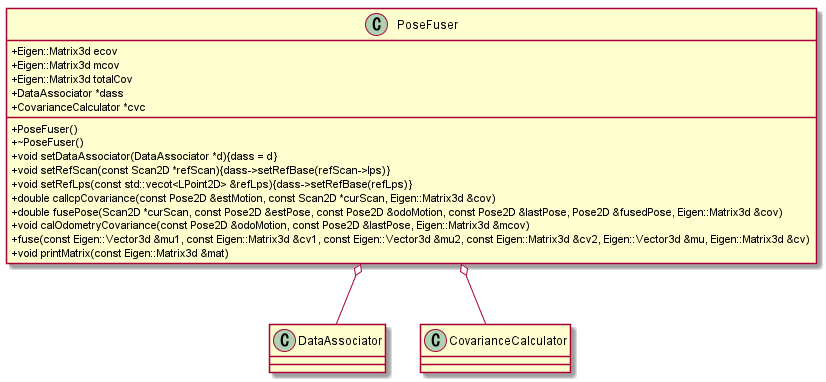 C PoseFuser
+Eigen::Matrix3d ecov
+Eigen::Matrix3d mcov
+Eigen::Matrix3d totalCov
+DataAssociator *dass
+CovarianceCalculator *cvc
+PoseFuser()
+~PoseFuser()
+void setDataAssociator(DataAssociator *d){dass = d}
+void setRefScan(const Scan2D *refScan){dass->setRefBase(refScan->lps)}
+void setRefLps(const std::vecot<LPoint2D> &refLps){dass->setRefBase(refLps)}
+double calIcpCovariance(const Pose2D &estMotion, const Scan2D *curScan, Eigen::Matrix3d &cov)
+double fusePose(Scan2D *curScan, const Pose2D &estPose, const Pose2D &odoMotion, const Pose2D &lastPose, Pose2D &fusedPose, Eigen::Matrix3d &cov)
+void calOdometryCovariance(const Pose2D &odoMotion, const Pose2D &lastPose, Eigen::Matrix3d &mcov)
+fuse(const Eigen::Vector3d &mu1, const Eigen::Matrix3d &cv1, const Eigen::Vector3d &mu2, const Eigen::Matrix3d &cv2, Eigen::Vector3d &mu, Eigen::Matrix3d &cv)
+void printMatrix(const Eigen::Matrix3d &mat)
C DataAssociator
C CovarianceCalculator